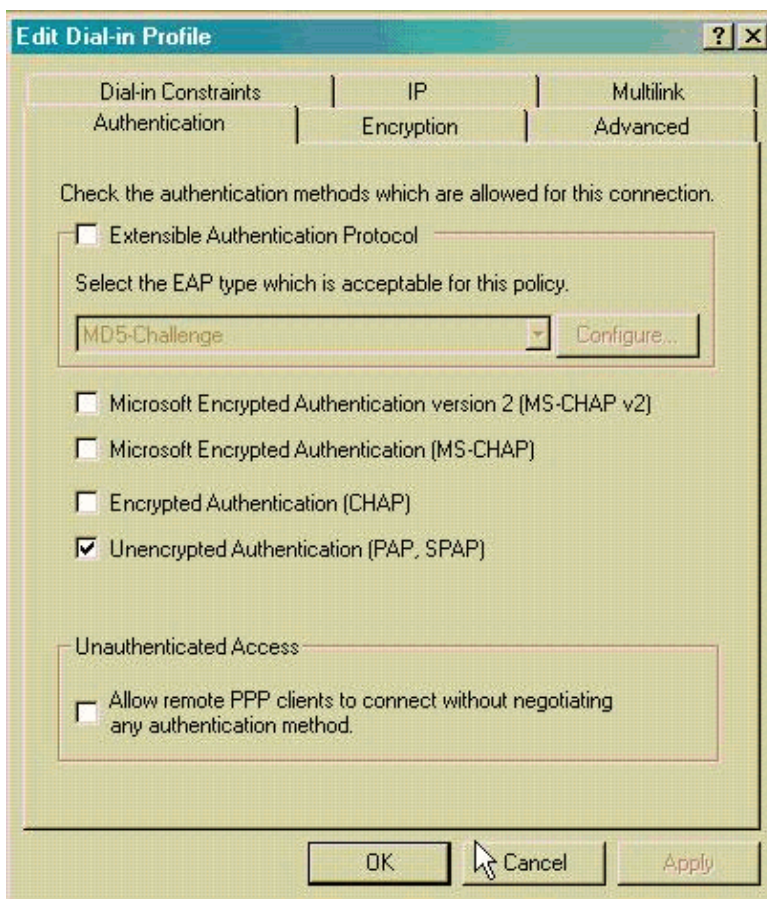 Edit Dial-in Profile
Dial-in Constraints IP Multilink
Authentication Encryption Advanced
Check the authentication methods which are allowed for this connection.
Extensible Authentication Protocol
Select the EAP type which is acceptable for this policy.
MD5-Challenge Configure...
Microsoft Encrypted Authentication version 2 (MS-CHAP v2)
Microsoft Encrypted Authentication (MS-CHAP)
Encrypted Authentication (CHAP)
Unencrypted Authentication (PAP, SPAP)
Unauthenticated Access
Allow remote PPP clients to connect without negotiating
any authentication method.
OK Cancel Apply